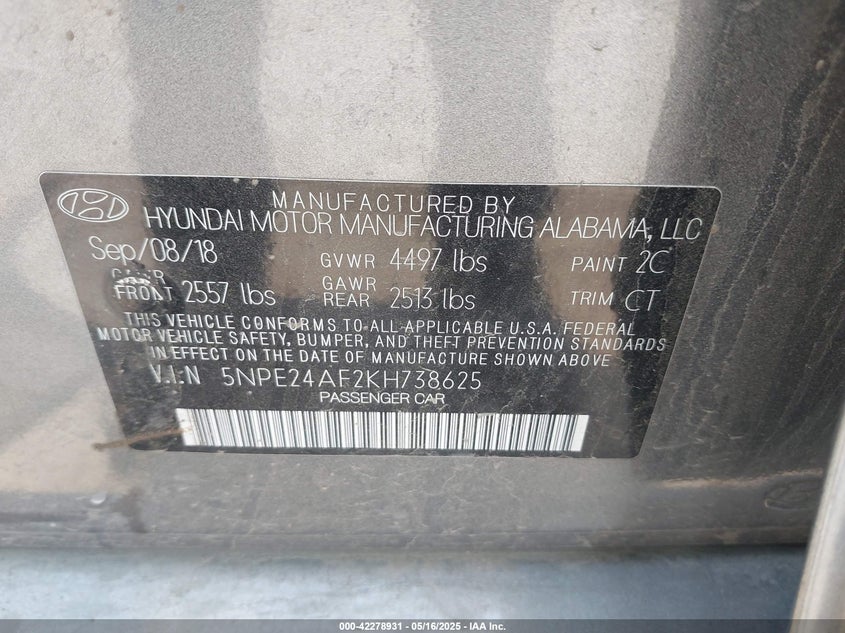 MANUFACTURED BY
HYUNDAI MOTOR MANUFACTURING ALABAMA, LLC
Sep/08/18 GVWR 4497 lbs PAINT 2C
GAWR FRONT 2557 lbs GAWR REAR 2513 lbs TRIM CT
THIS VEHICLE CONFORMS TO ALL APPLICABLE U.S.A. FEDERAL
MOTOR VEHICLE SAFETY, BUMPER, AND THEFT PREVENTION STANDARDS
IN EFFECT ON THE DATE OF MANUFACTURE SHOWN ABOVE
V.I.N 5NPE24AF2KH738625
PASSENGER CAR
000-42278931 - 05/16/2025 - IAA Inc.